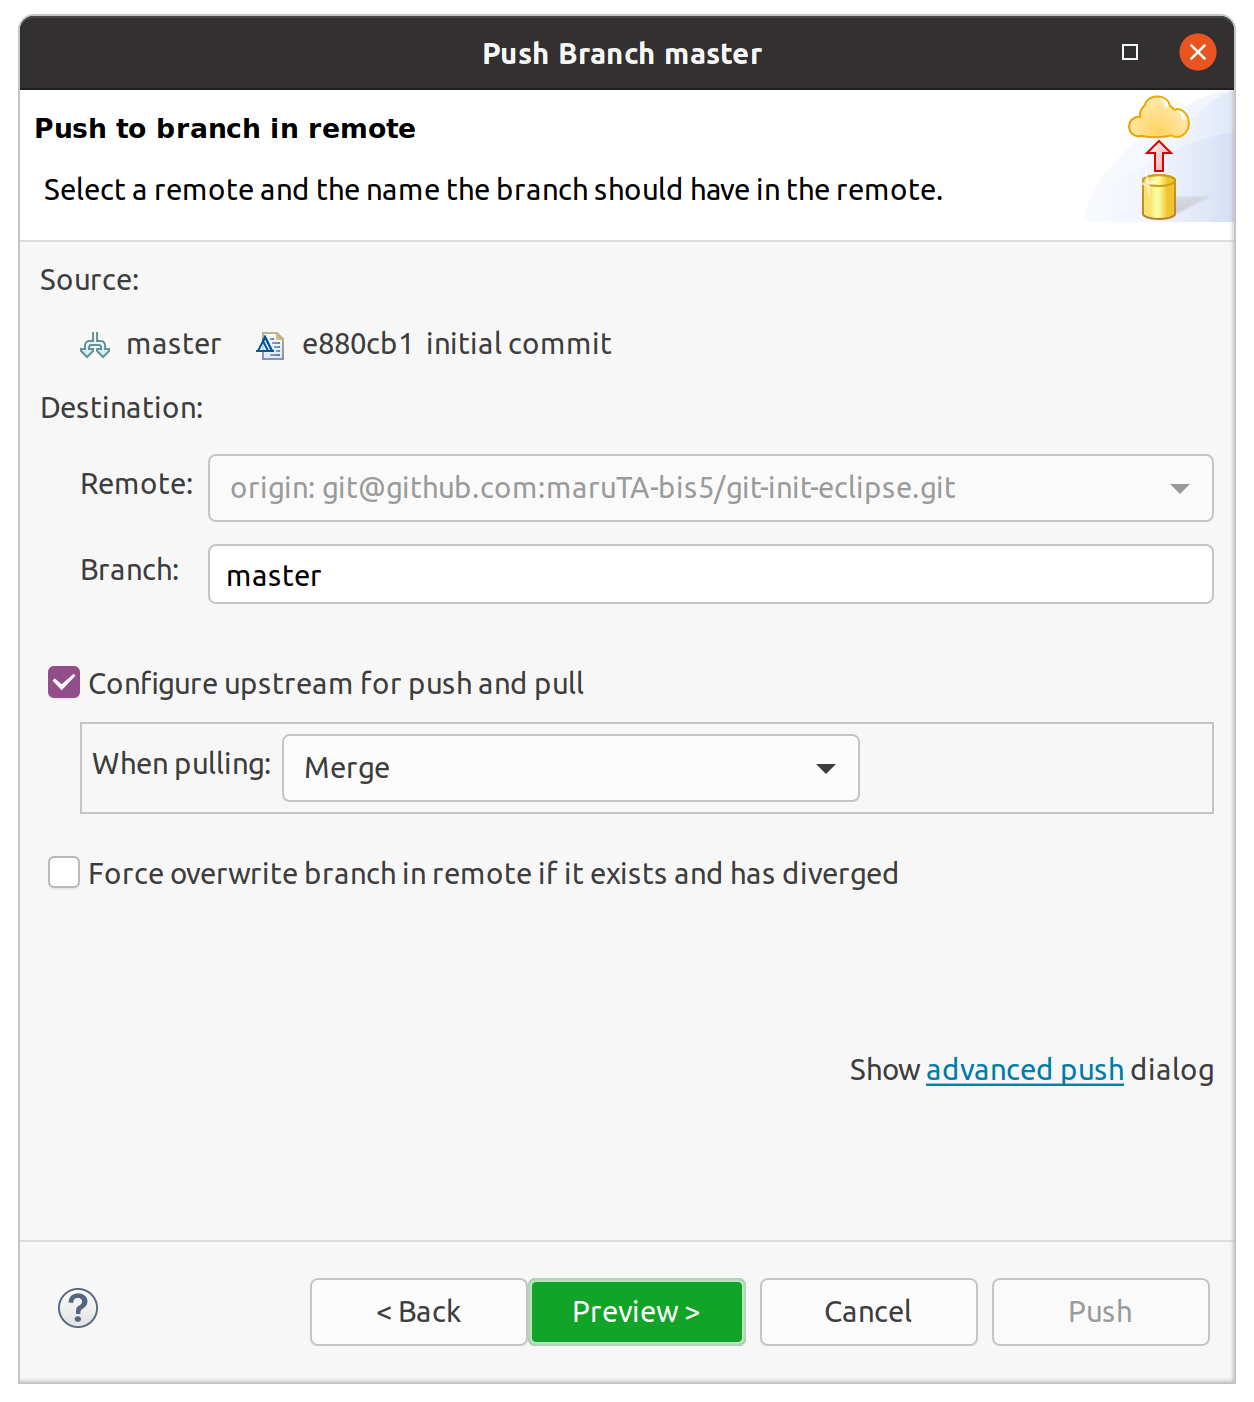 Push Branch master
Push to branch in remote
Select a remote and the name the branch should have in the remote.
Source:
master e880cb1 initial commit
Destination:
Remote: origin: git@github.com:maruTA-bis5/git-init-eclipse.git
Branch: master
Configure upstream for push and pull
When pulling: Merge
Force overwrite branch in remote if it exists and has diverged
Show advanced push dialog
? < Back Preview > Cancel Push